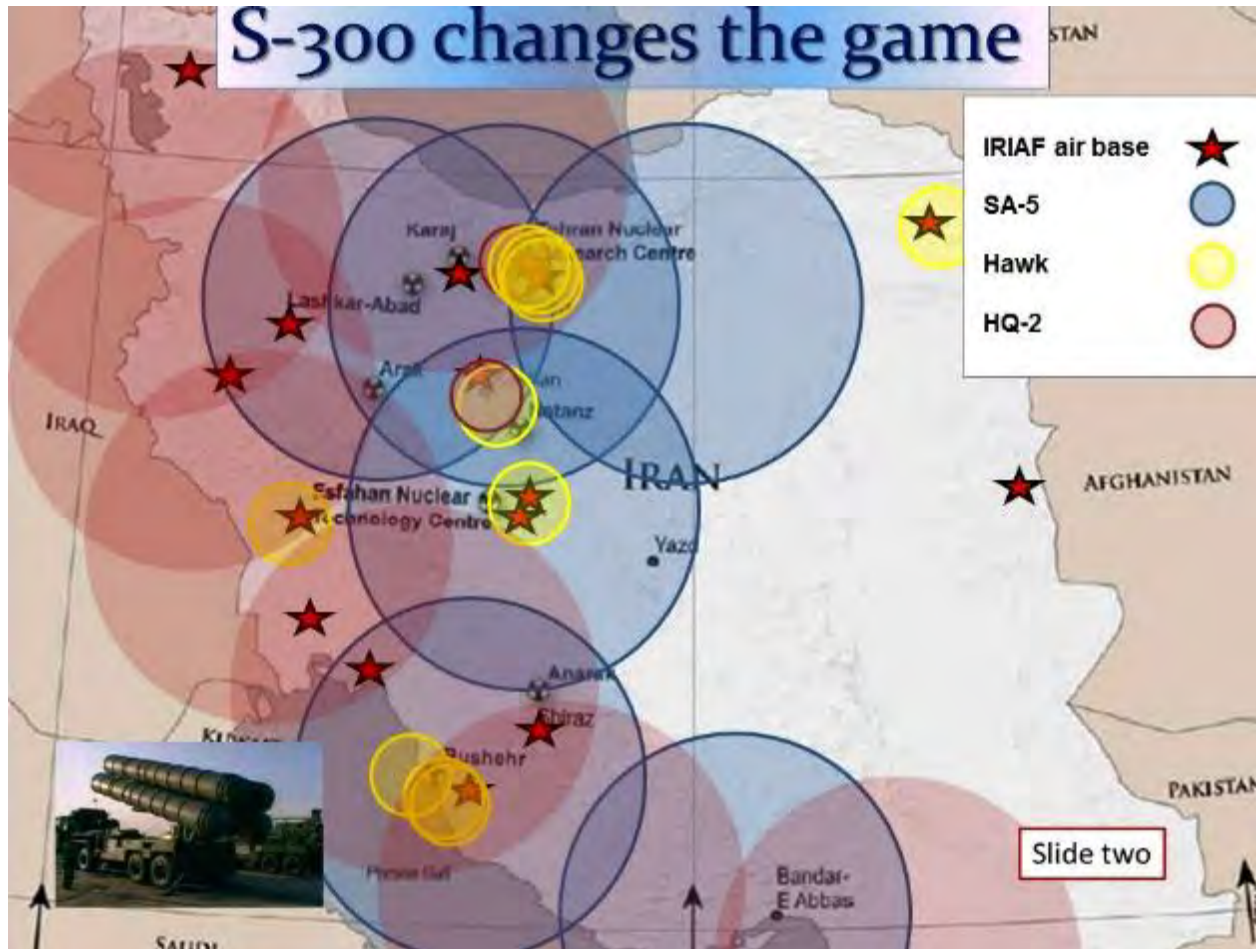 S-300 changes the game
STAN
IRIAF air base
SA-5
Hawk
HQ-2
Karaj
Tehran Nuclear
Research Centre
Lashkar-Abad
Arak
Natanz
IRAQ
IRAN
AFGHANISTAN
Esfahan Nuclear
Technology Centre
Yazd
Anarak
Shiraz
Bushehr
PAKISTAN
Slide two
Persian Gulf
Bandar-
E Abbas
SAUDI